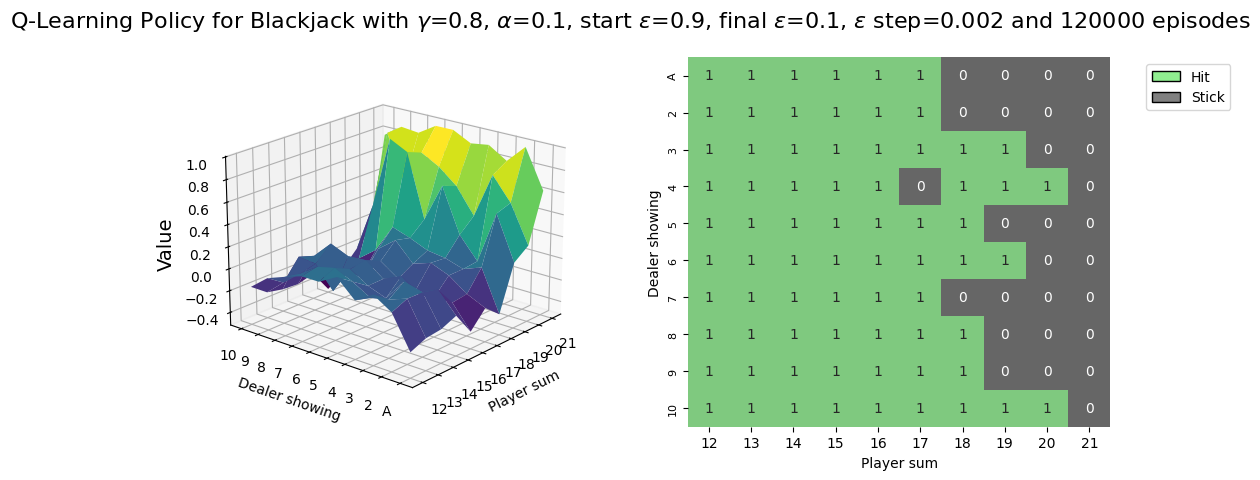 Q-Learning Policy for Blackjack with γ=0.8, α=0.1, start ε=0.9, final ε=0.1, ε step=0.002 and 120000 episodes
1.0
0.8
0.6
0.4
0.2
0.0
−0.2
−0.4
Value
10 9 8 7 6 5 4 3 2 A
Dealer showing
12 13 14 15 16 17 18 19 20 21
Player sum
Dealer showing
A 1 1 1 1 1 1 0 0 0 0
2 1 1 1 1 1 1 0 0 0 0
3 1 1 1 1 1 1 1 1 0 0
4 1 1 1 1 1 0 1 1 1 0
5 1 1 1 1 1 1 1 0 0 0
6 1 1 1 1 1 1 1 1 0 0
7 1 1 1 1 1 1 0 0 0 0
8 1 1 1 1 1 1 1 0 0 0
9 1 1 1 1 1 1 1 0 0 0
10 1 1 1 1 1 1 1 1 1 0
12 13 14 15 16 17 18 19 20 21
Player sum
Hit
Stick